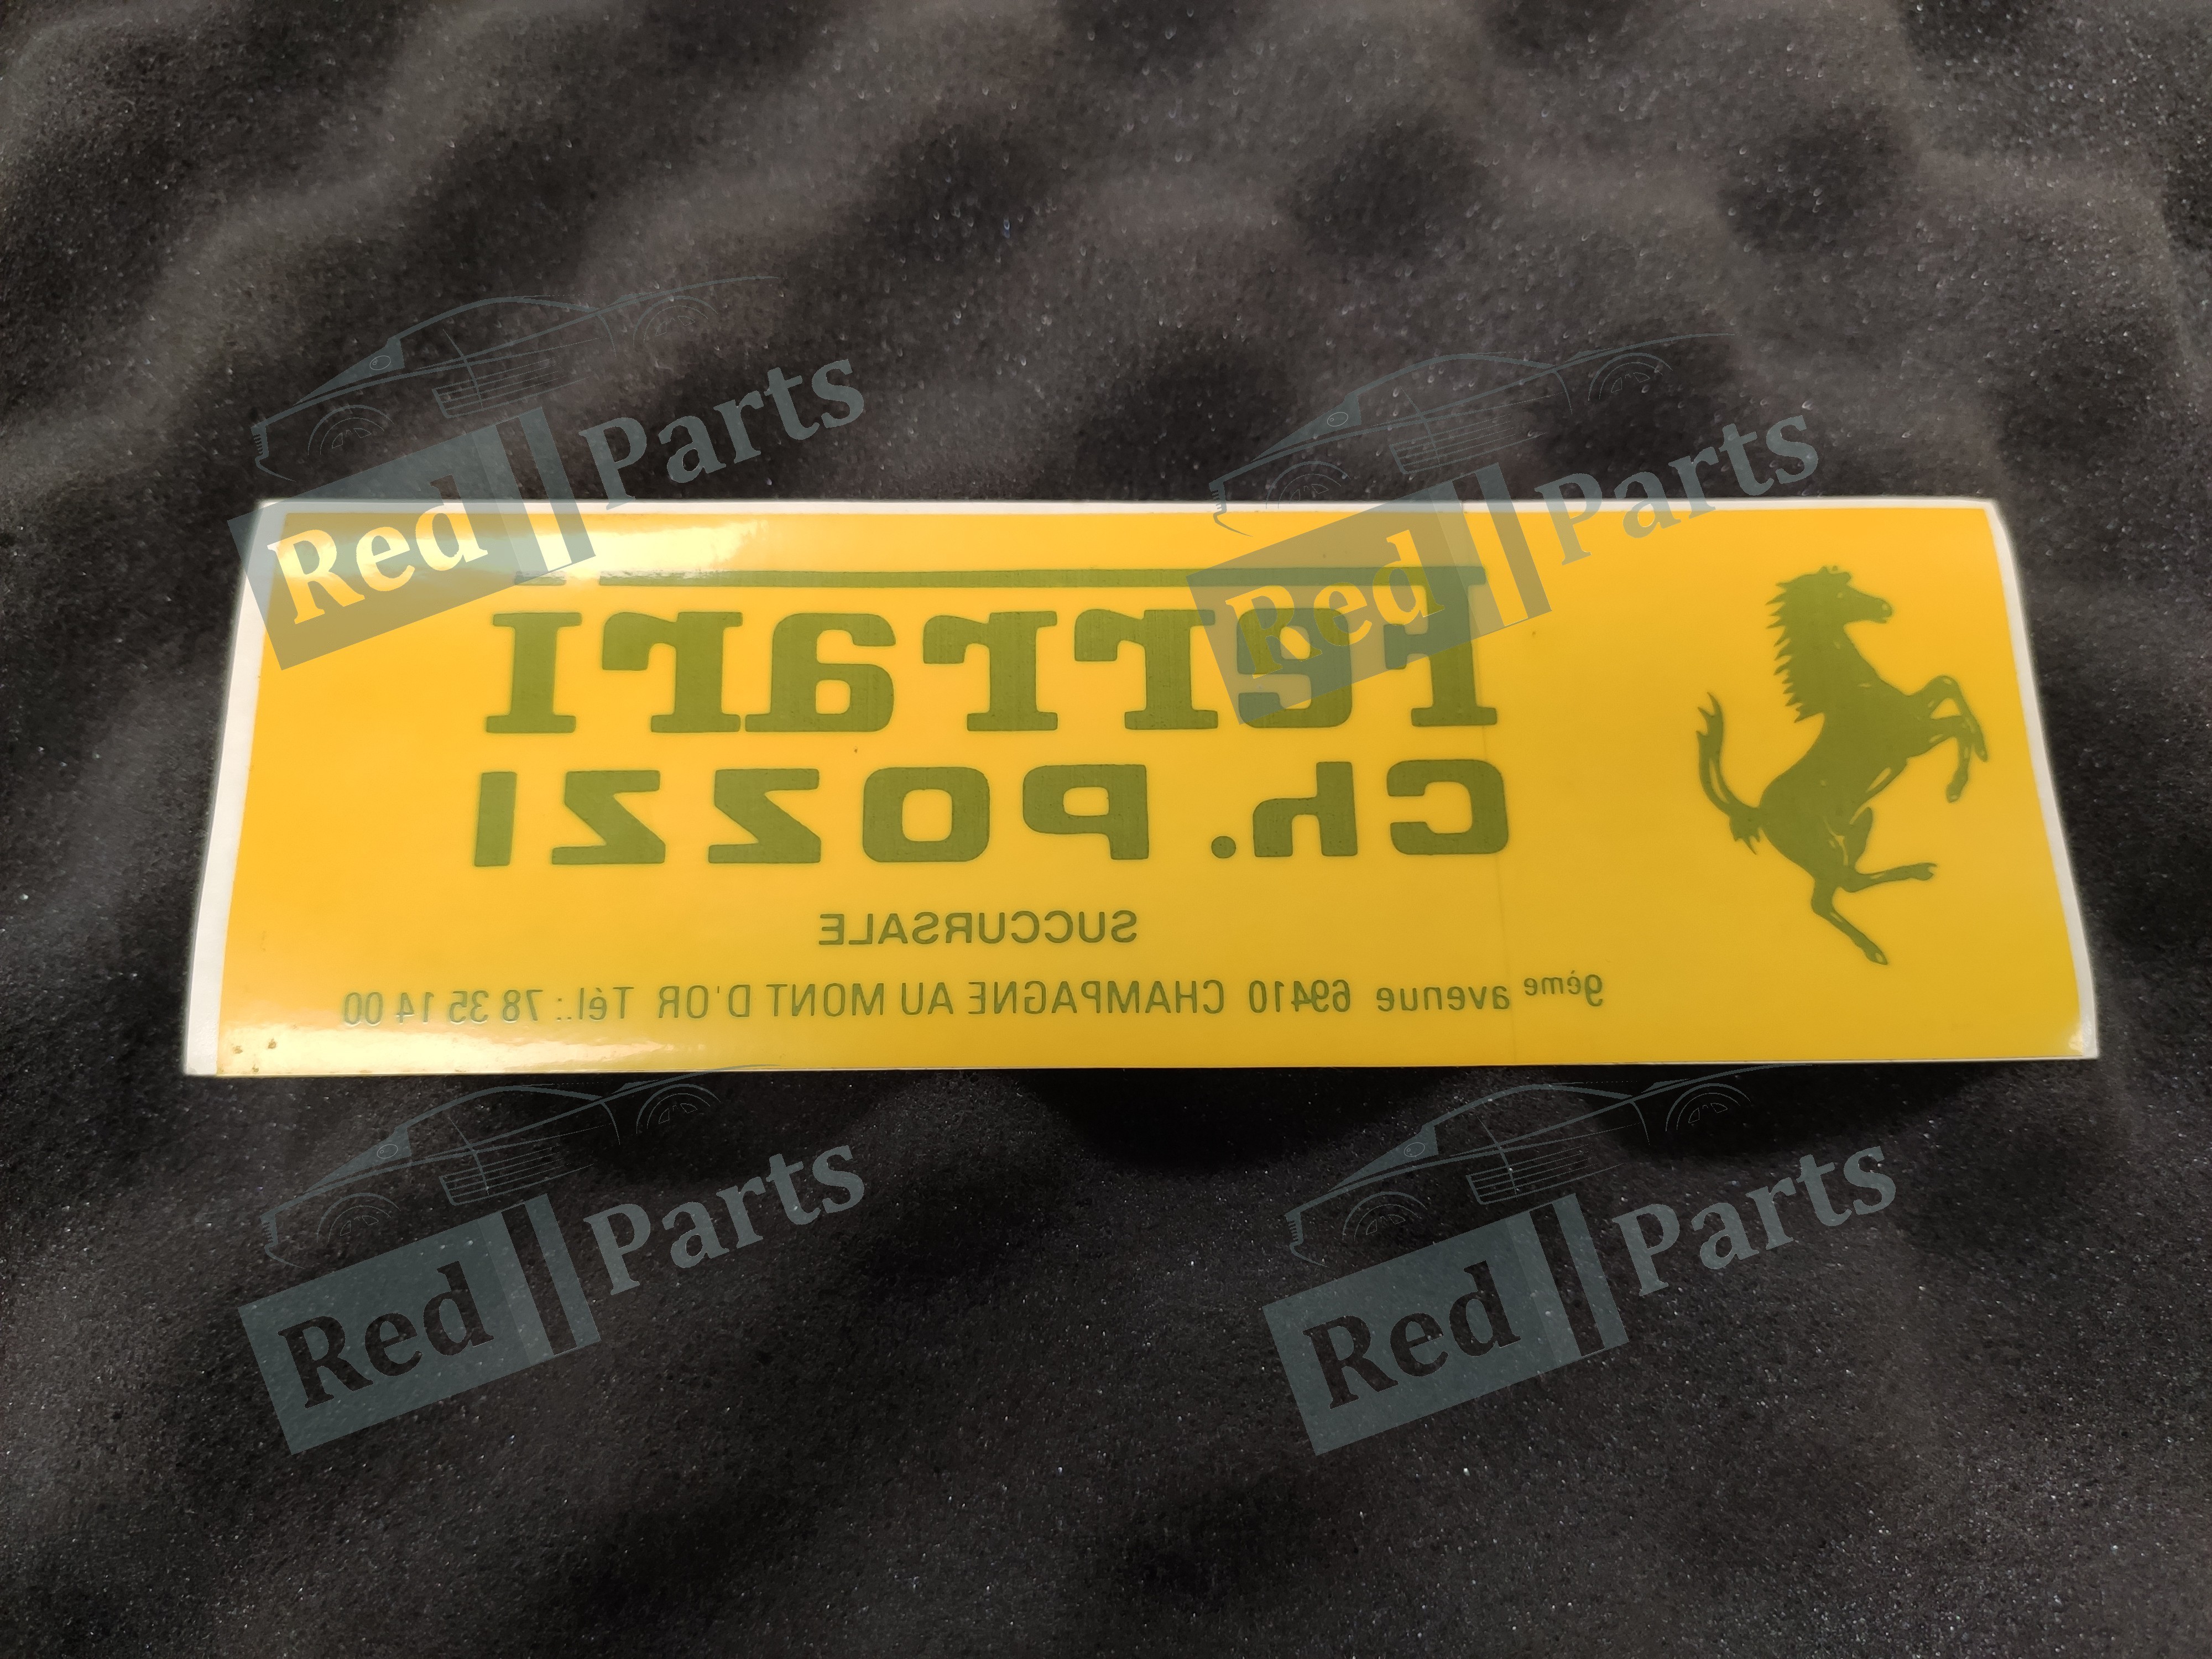 Red Parts
Red Parts
Ferrari
Ch. POZZI
SUCCURSALE
9ème avenue 69410 CHAMPAGNE AU MONT D'OR Tél.: 78 35 14 00
Red Parts
Red Parts